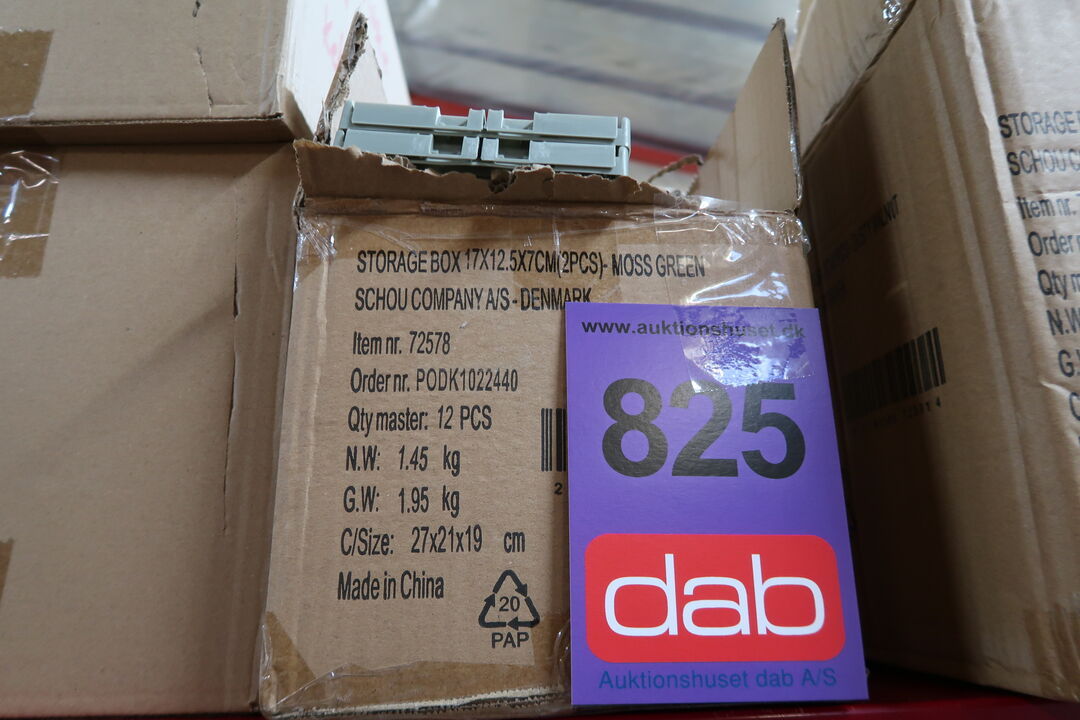 STORAGE BOX 17X12.5X7CM(2PCS)- MOSS GREEN
SCHOU COMPANY A/S - DENMARK
Item nr. 72578
Order nr. PODK1022440
Qty master: 12 PCS
N.W: 1.45 kg
G.W: 1.95 kg
C/Size: 27x21x19 cm
Made in China
20
PAP
2
www.auktionshuset.dk
825
dab
Auktionshuset dab A/S
STORAGE
SCHOU
Item nr.
Order
Qty
N.W
G.